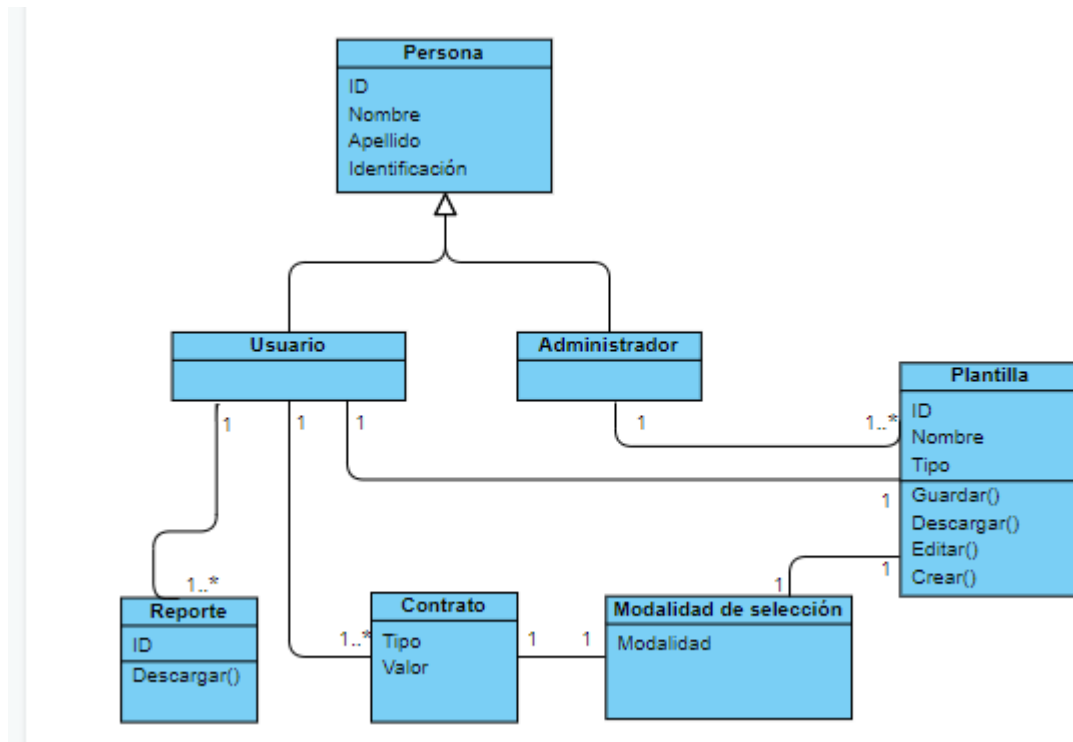 Persona
ID
Nombre
Apellido
Identificación
Usuario
Administrador
Plantilla
ID
Nombre
Tipo
Guardar()
Descargar()
Editar()
Crear()
1
1
1
1
1..*
1
1
1
1..*
Reporte
ID
Descargar()
1..*
Contrato
Tipo
Valor
1
1
Modalidad de selección
Modalidad